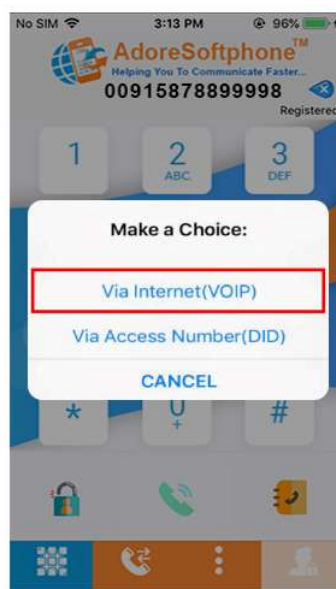 No SIM 3:13 PM 96%
AdoreSoftphone™
Helping You To Communicate Faster...
00915878899998
Registered
1 2 3
ABC DEF
Make a Choice:
Via Internet(VOIP)
Via Access Number(DID)
CANCEL
* 0 #
+